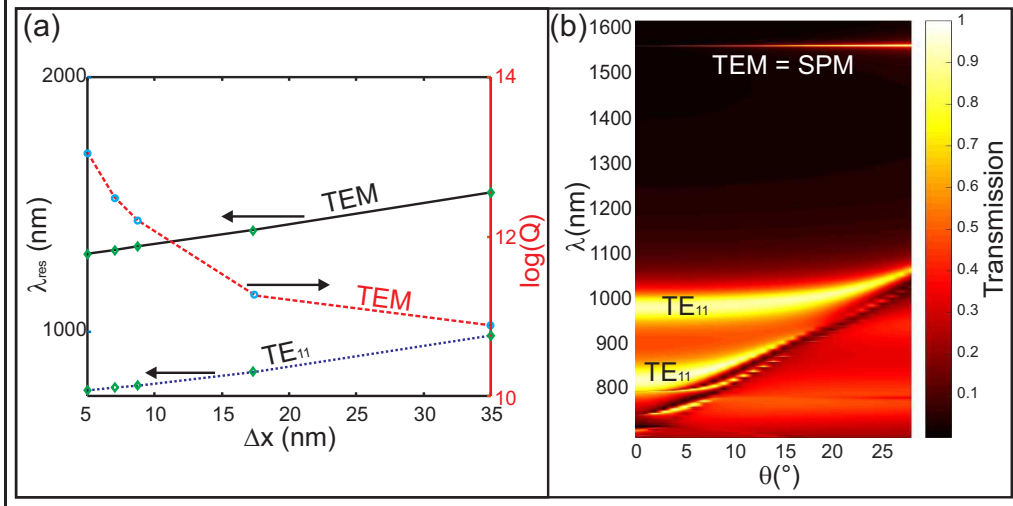 (a)
2000
1000
λres (nm)
TEM
TEM
TE11
14
12
10
log(Q)
5
10
15
20
25
30
35
Δx (nm)
(b)
1600
1500
1400
1300
1200
1100
1000
900
800
λ(nm)
TEM = SPM
TE11
TE11
0
5
10
15
20
25
θ(°)
1
0.9
0.8
0.7
0.6
0.5
0.4
0.3
0.2
0.1
Transmission